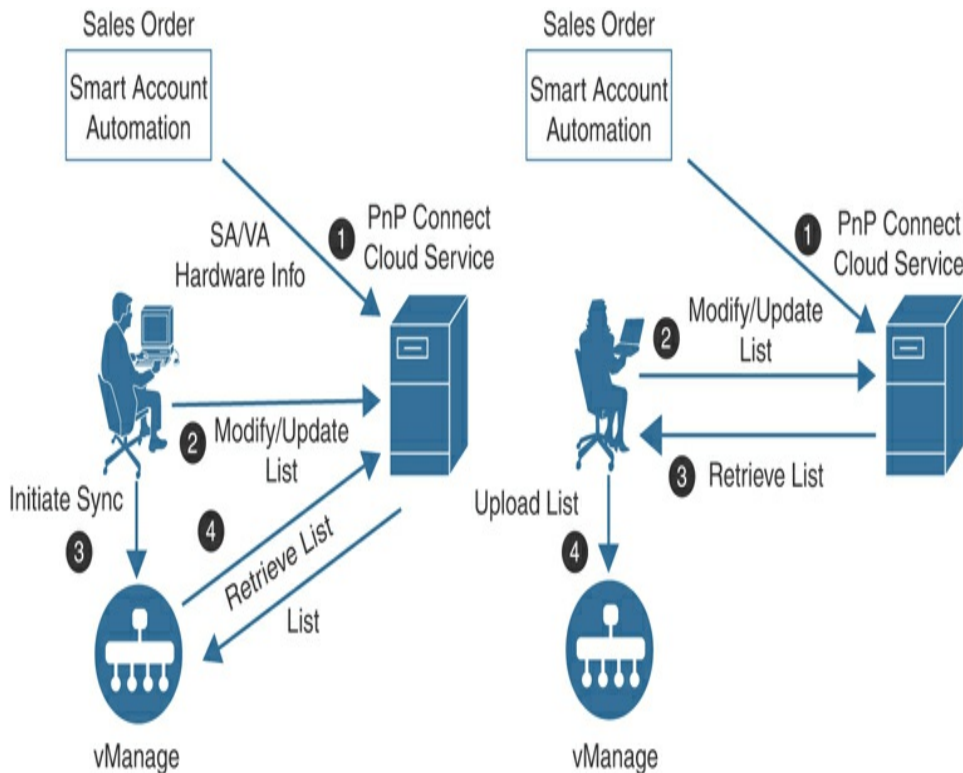 Sales Order
Smart Account
Automation
SA/VA
Hardware Info
1
PnP Connect
Cloud Service
2
Modify/Update
List
Initiate Sync
3
4
Retrieve List
List
vManage
Sales Order
Smart Account
Automation
1
PnP Connect
Cloud Service
2
Modify/Update
List
3
Retrieve List
Upload List
4
vManage